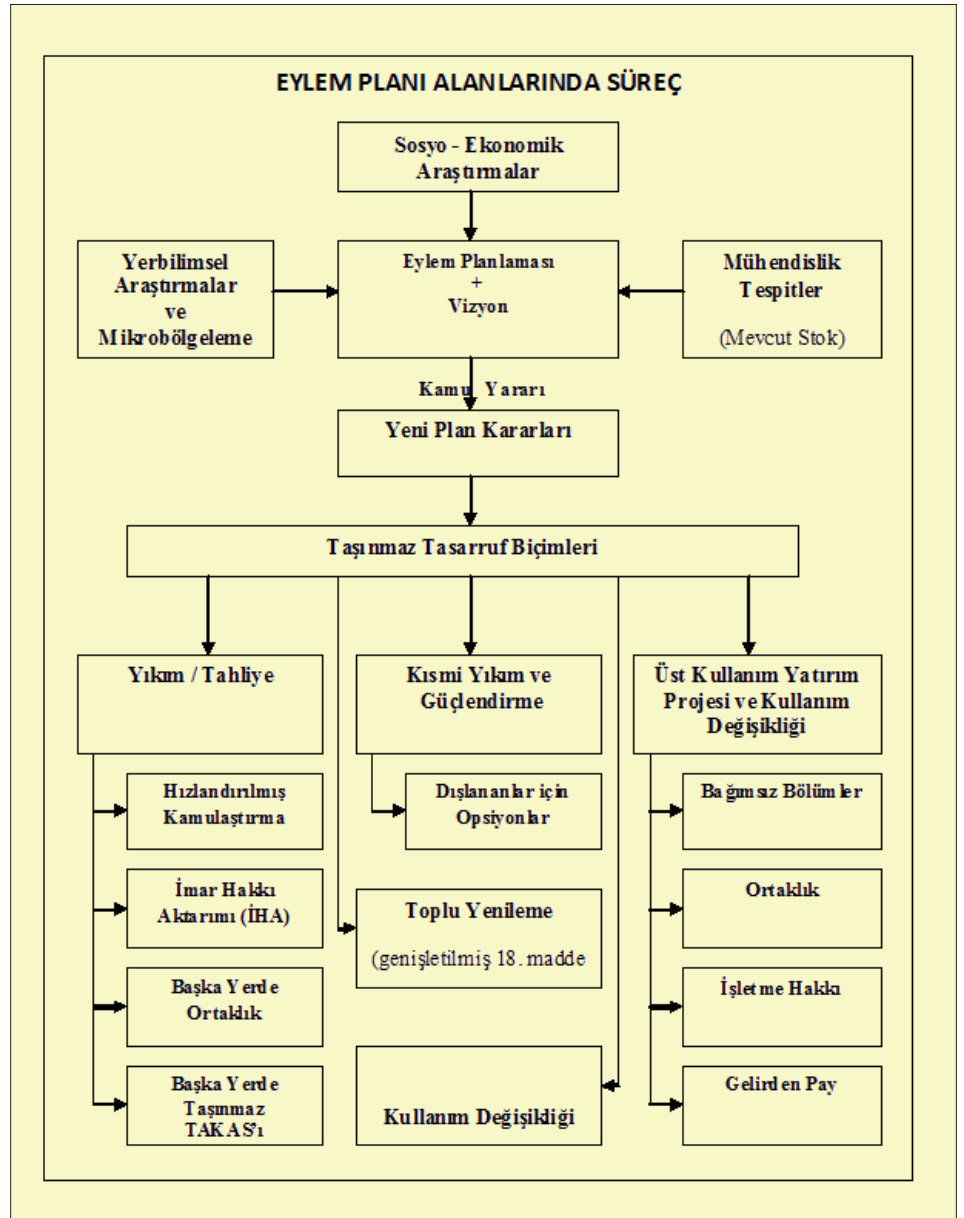 EYLEM PLANI ALANLARINDA SÜREÇ
Sosyo - Ekonomik
Araştırmalar
Yerbilimsel
Araştırmalar
ve
Mikrobölgeleme
Eylem Planlaması
+
Vizyon
Mühendislik
Tespitler
(Mevcut Stok)
Kamu Yararı
Yeni Plan Kararları
Taşınmaz Tasarruf Biçimleri
Yıkım / Tahliye
Kısmi Yıkım ve
Güçlendirme
Üst Kullanım Yatırım
Projesi ve Kullanım
Değişikliği
Hızlandırılmış
Kamulaştırma
Dışlananlar için
Opsiyonlar
Bağımsız Bölümler
İmar Hakkı
Aktarımı (İHA)
Toplu Yenileme
(genişletilmiş 18. madde
Ortaklık
Başka Yerde
Ortaklık
İşletme Hakkı
Başka Yerde
Taşınmaz
TAKAS'ı
Kullanım Değişikliği
Gelirden Pay